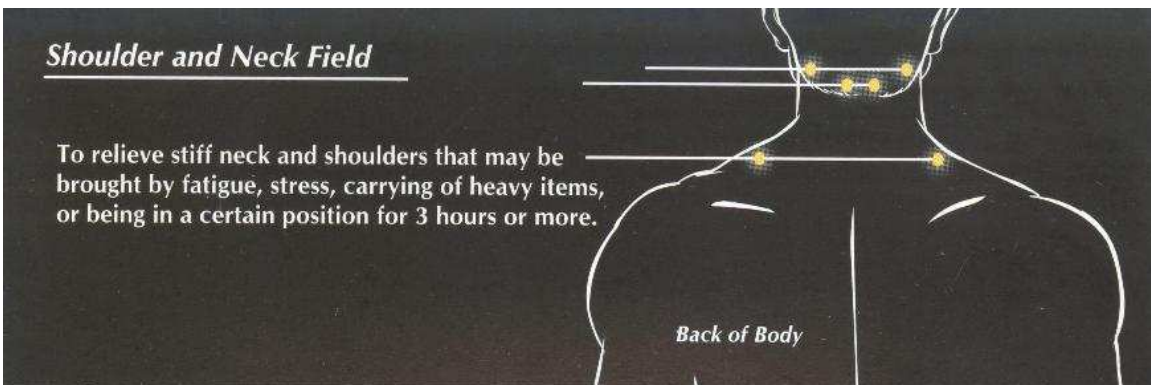 Shoulder and Neck Field
To relieve stiff neck and shoulders that may be
brought by fatigue, stress, carrying of heavy items,
or being in a certain position for 3 hours or more.
Back of Body